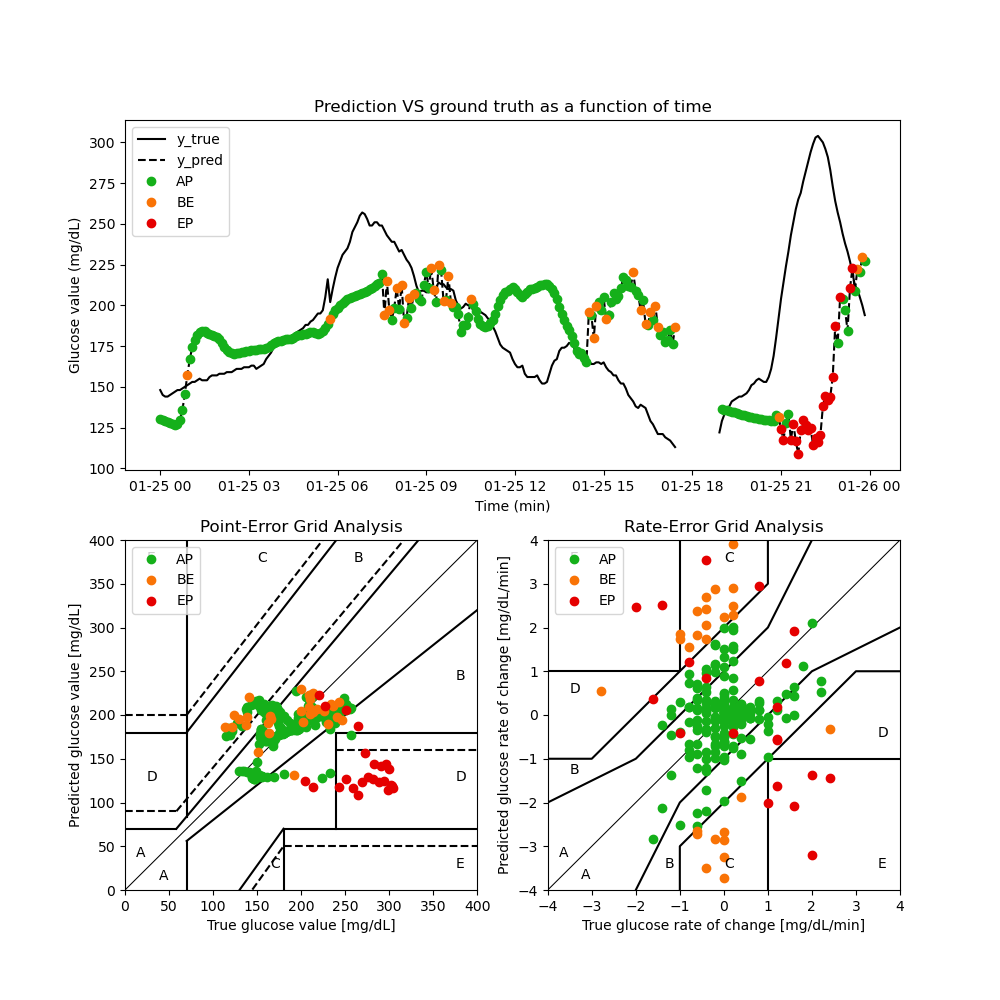 Prediction VS ground truth as a function of time
Glucose value (mg/dL)
300
275
250
225
200
175
150
125
100
y_true
y_pred
AP
BE
EP
01-25 00 01-25 03 01-25 06 01-25 09 01-25 12 01-25 15 01-25 18 01-25 21 01-26 00
Time (min)
Point-Error Grid Analysis
Predicted glucose value [mg/dL]
400
350
300
250
200
150
100
50
0
AP
BE
EP
C B
B
D D
A
A
C E
0 50 100 150 200 250 300 350 400
True glucose value [mg/dL]
Rate-Error Grid Analysis
Predicted glucose rate of change [mg/dL/min]
4
3
2
1
0
−1
−2
−3
−4
AP
BE
EP
C
D
D
B
A
A
B C E
−4 −3 −2 −1 0 1 2 3 4
True glucose rate of change [mg/dL/min]